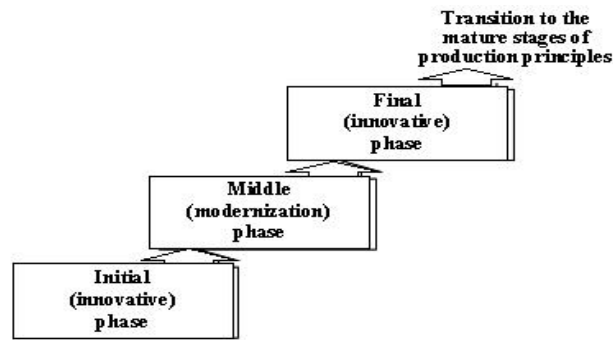 Transition to the
mature stages of
production principles
Final
(innovative)
phase
Middle
(modernization)
phase
Initial
(innovative)
phase